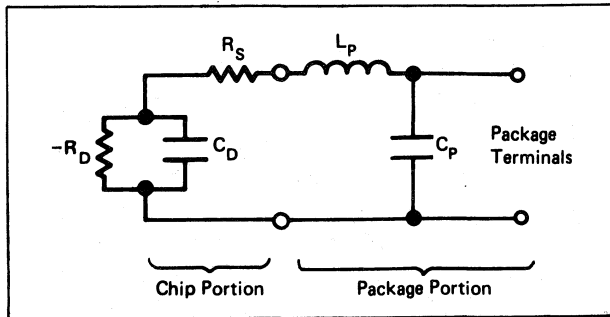 R_S
L_P
-R_D
C_D
C_P
Package
Terminals
Chip Portion
Package Portion